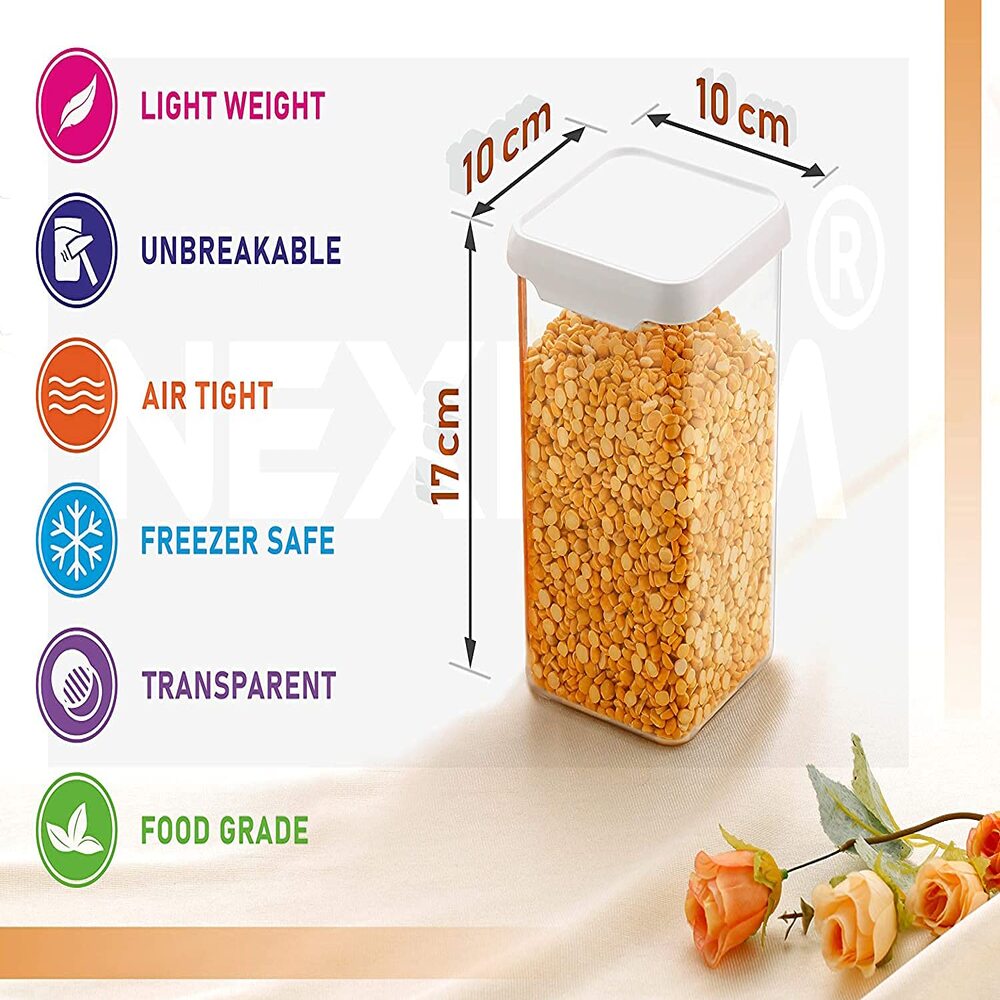 LIGHT WEIGHT
UNBREAKABLE
AIR TIGHT
FREEZER SAFE
TRANSPARENT
FOOD GRADE
10 cm
10 cm
17 cm
®